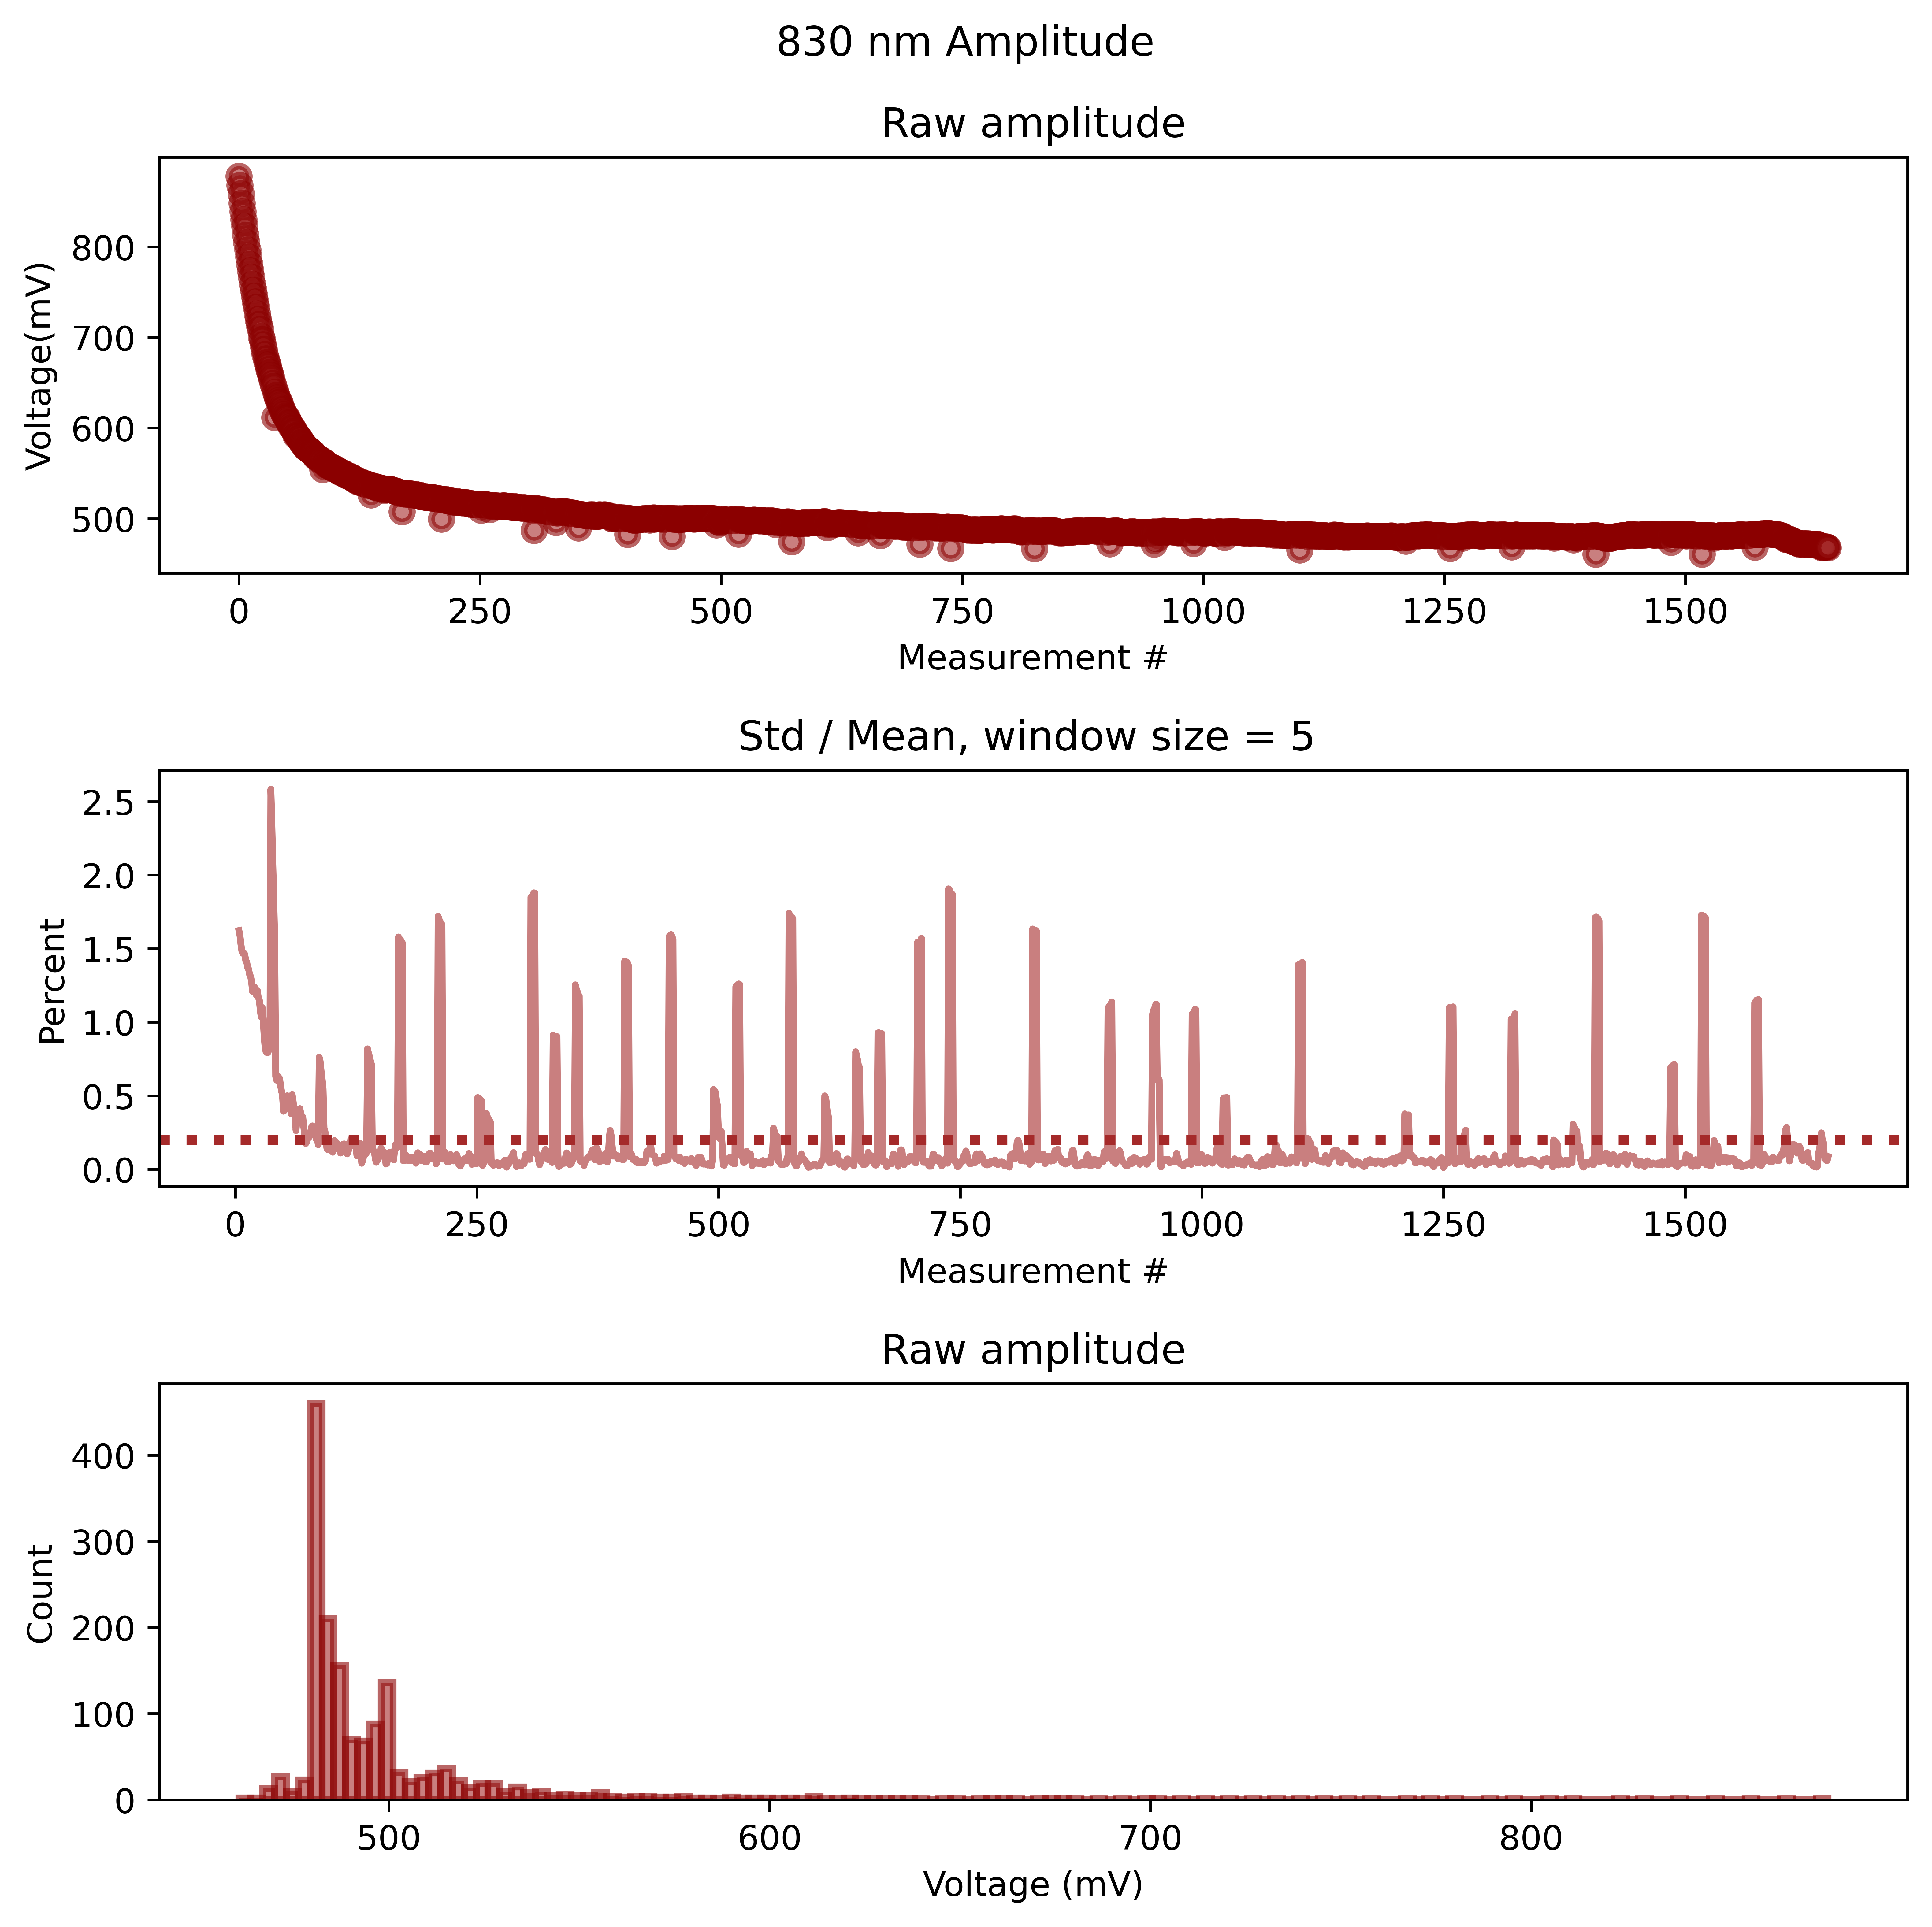 830 nm Amplitude
Raw amplitude
Voltage(mV)
800
700
600
500
0 250 500 750 1000 1250 1500
Measurement #
Std / Mean, window size = 5
Percent
2.5
2.0
1.5
1.0
0.5
0.0
0 250 500 750 1000 1250 1500
Measurement #
Raw amplitude
Count
400
300
200
100
0
500 600 700 800
Voltage (mV)